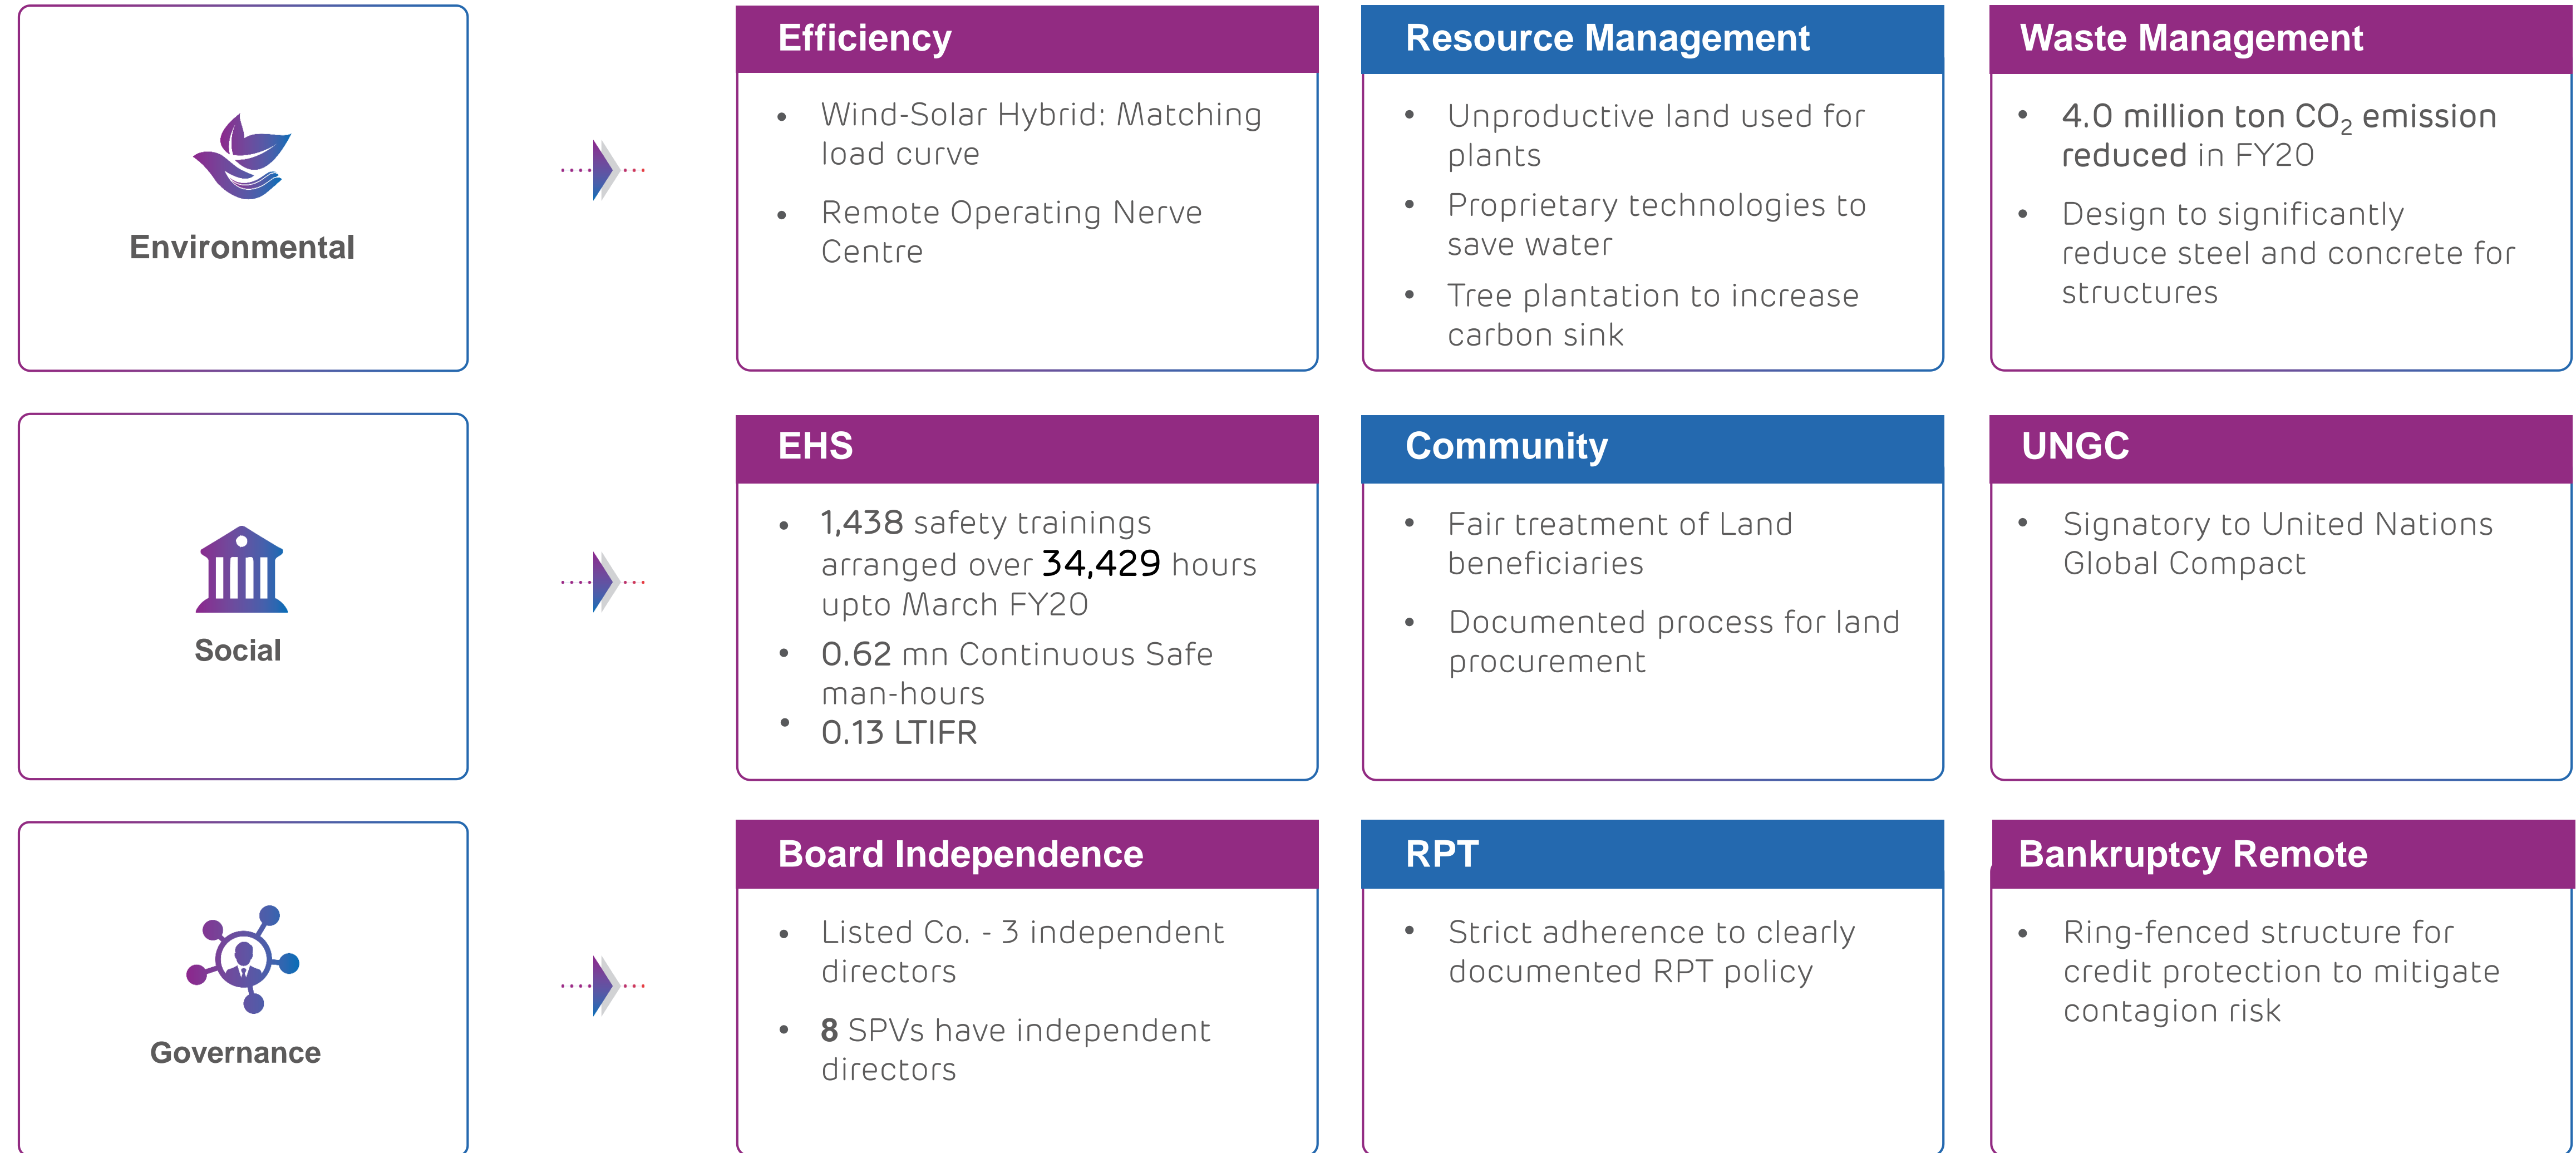 Environmental
Efficiency
• Wind-Solar Hybrid: Matching
load curve
• Remote Operating Nerve
Centre
Resource Management
• Unproductive land used for
plants
• Proprietary technologies to
save water
• Tree plantation to increase
carbon sink
Waste Management
• 4.0 million ton CO₂ emission
reduced in FY20
• Design to significantly
reduce steel and concrete for
structures
Social
EHS
• 1,438 safety trainings
arranged over 34,429 hours
upto March FY20
• 0.62 mn Continuous Safe
man-hours
• 0.13 LTIFR
Community
• Fair treatment of Land
beneficiaries
• Documented process for land
procurement
UNGC
• Signatory to United Nations
Global Compact
Governance
Board Independence
• Listed Co. - 3 independent
directors
• 8 SPVs have independent
directors
RPT
• Strict adherence to clearly
documented RPT policy
Bankruptcy Remote
• Ring-fenced structure for
credit protection to mitigate
contagion risk